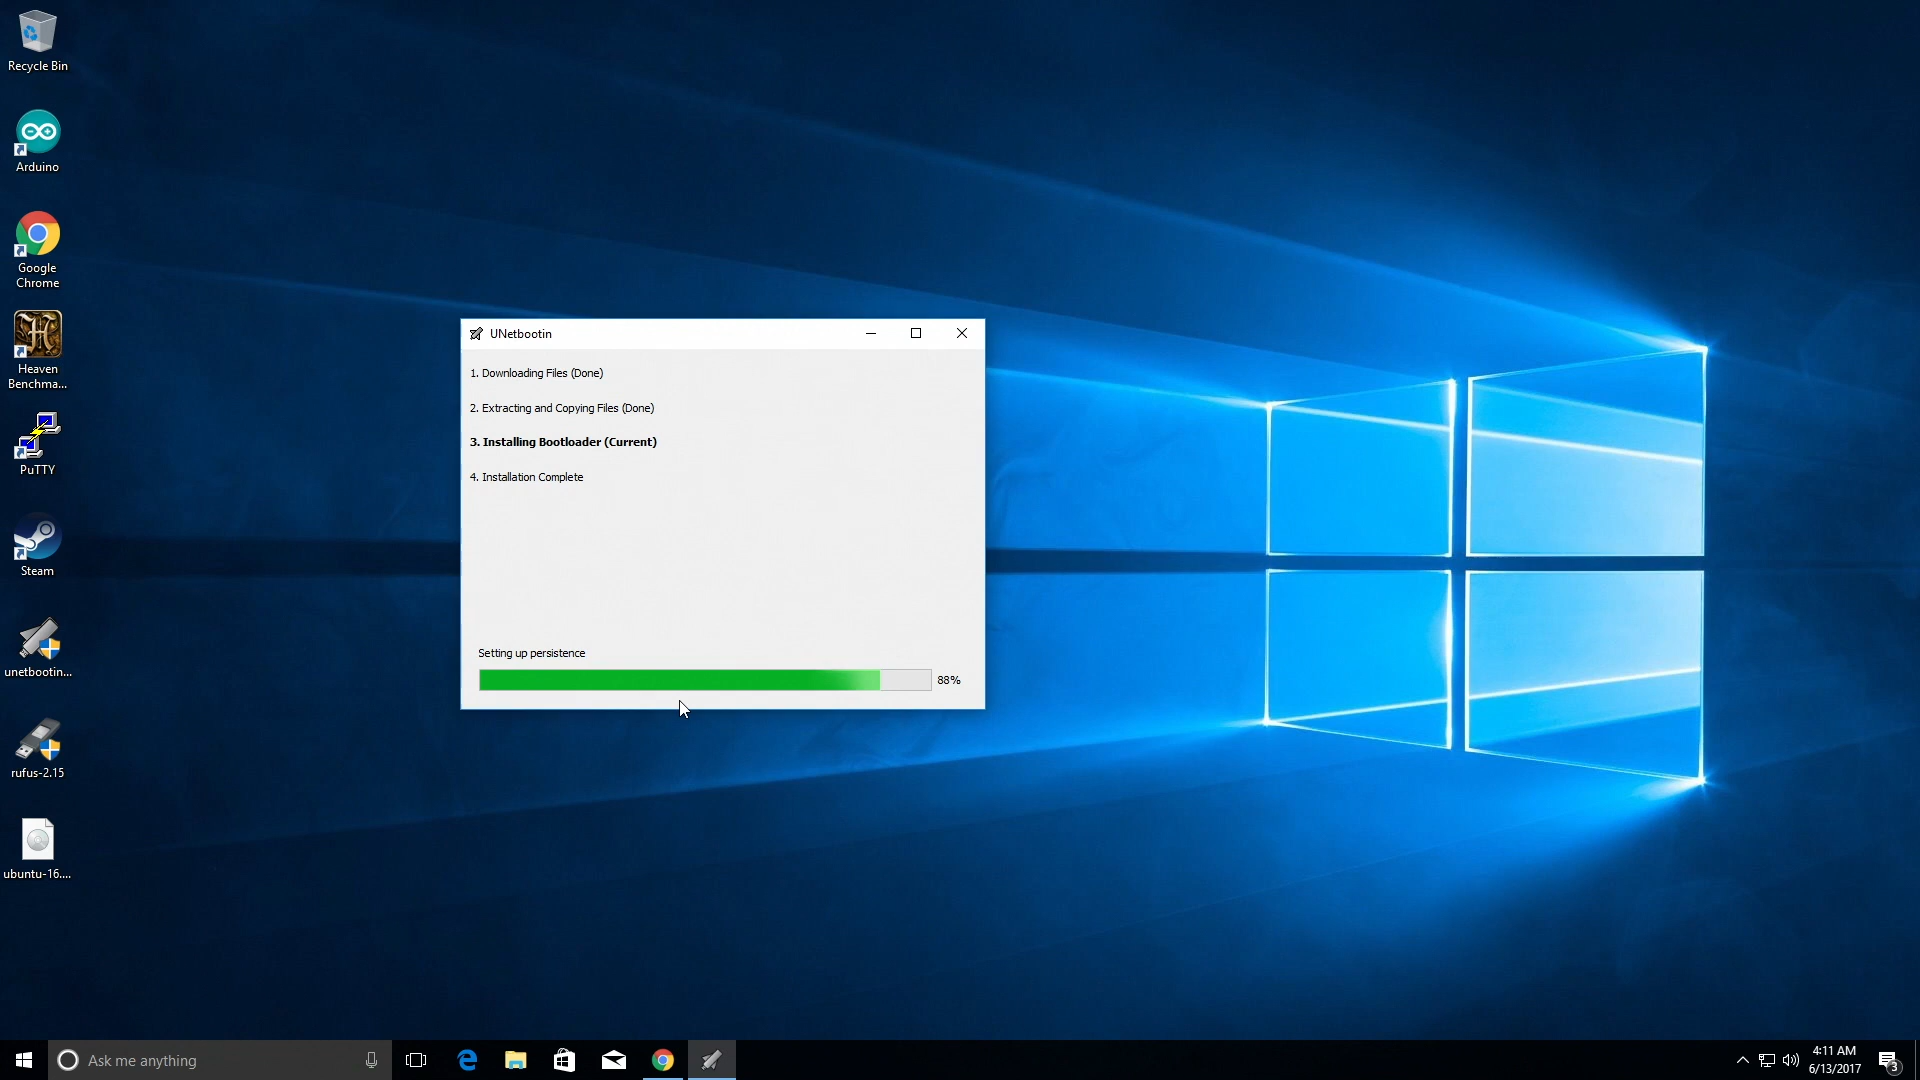 Recycle Bin
Arduino
Google
Chrome
Heaven
Benchma...
PuTTY
Steam
unetbootin...
rufus-2.15
ubuntu-16....
UNetbootin
1. Downloading Files (Done)
2. Extracting and Copying Files (Done)
3. Installing Bootloader (Current)
4. Installation Complete
Setting up persistence
88%
Ask me anything
4:11 AM
6/13/2017
3